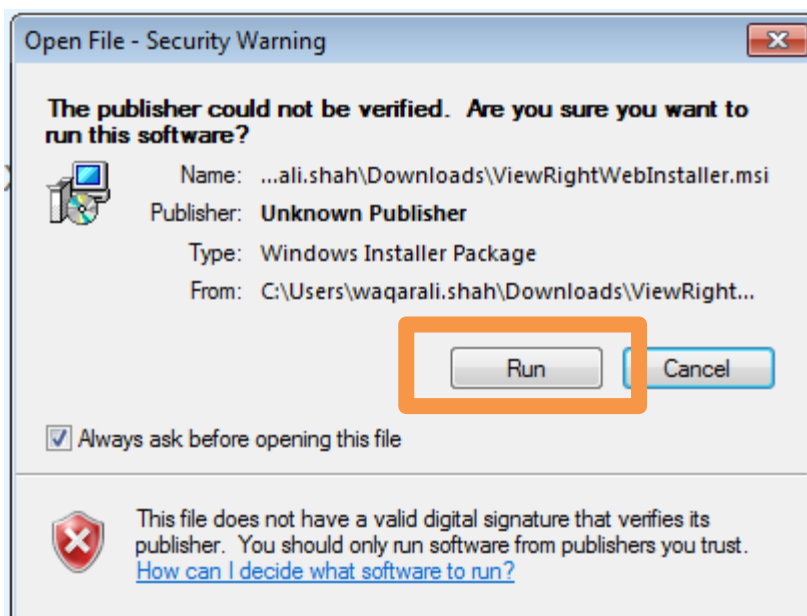 Open File - Security Warning
The publisher could not be verified.  Are you sure you want to
run this software?
Name: ...ali.shah\Downloads\ViewRightWebInstaller.msi
Publisher: Unknown Publisher
Type: Windows Installer Package
From: C:\Users\waqarali.shah\Downloads\ViewRight...
Run Cancel
Always ask before opening this file
This file does not have a valid digital signature that verifies its
publisher.  You should only run software from publishers you trust.
How can I decide what software to run?